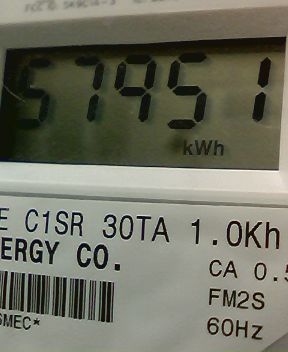 57951
kWh
E C1SR 30TA 1.0Kh
ERGY CO.
CA 0.5
FM2S
60Hz
SMEC*